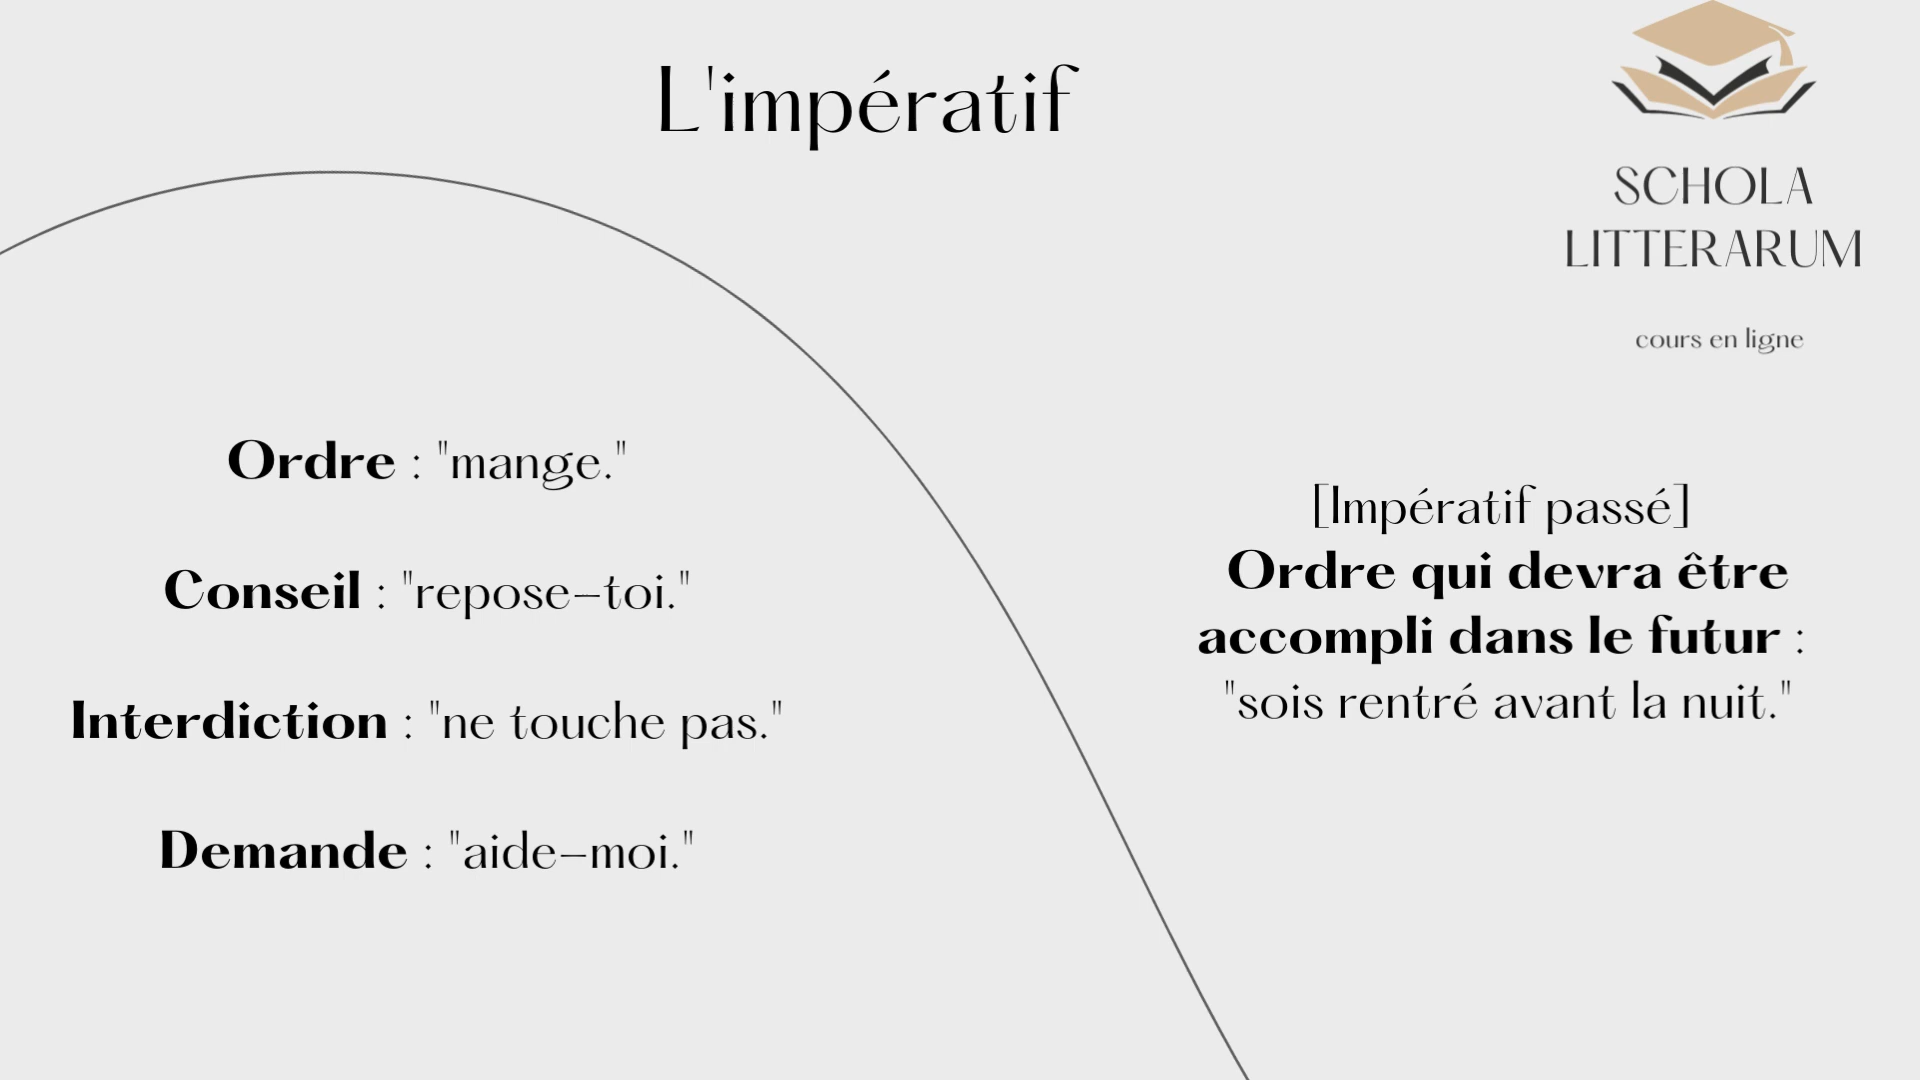 L'impératif
SCHOLA
LITTERARUM
cours en ligne
Ordre : "mange."
Conseil : "repose-toi."
Interdiction : "ne touche pas."
Demande : "aide-moi."
[Impératif passé]
Ordre qui devra être
accompli dans le futur :
"sois rentré avant la nuit."